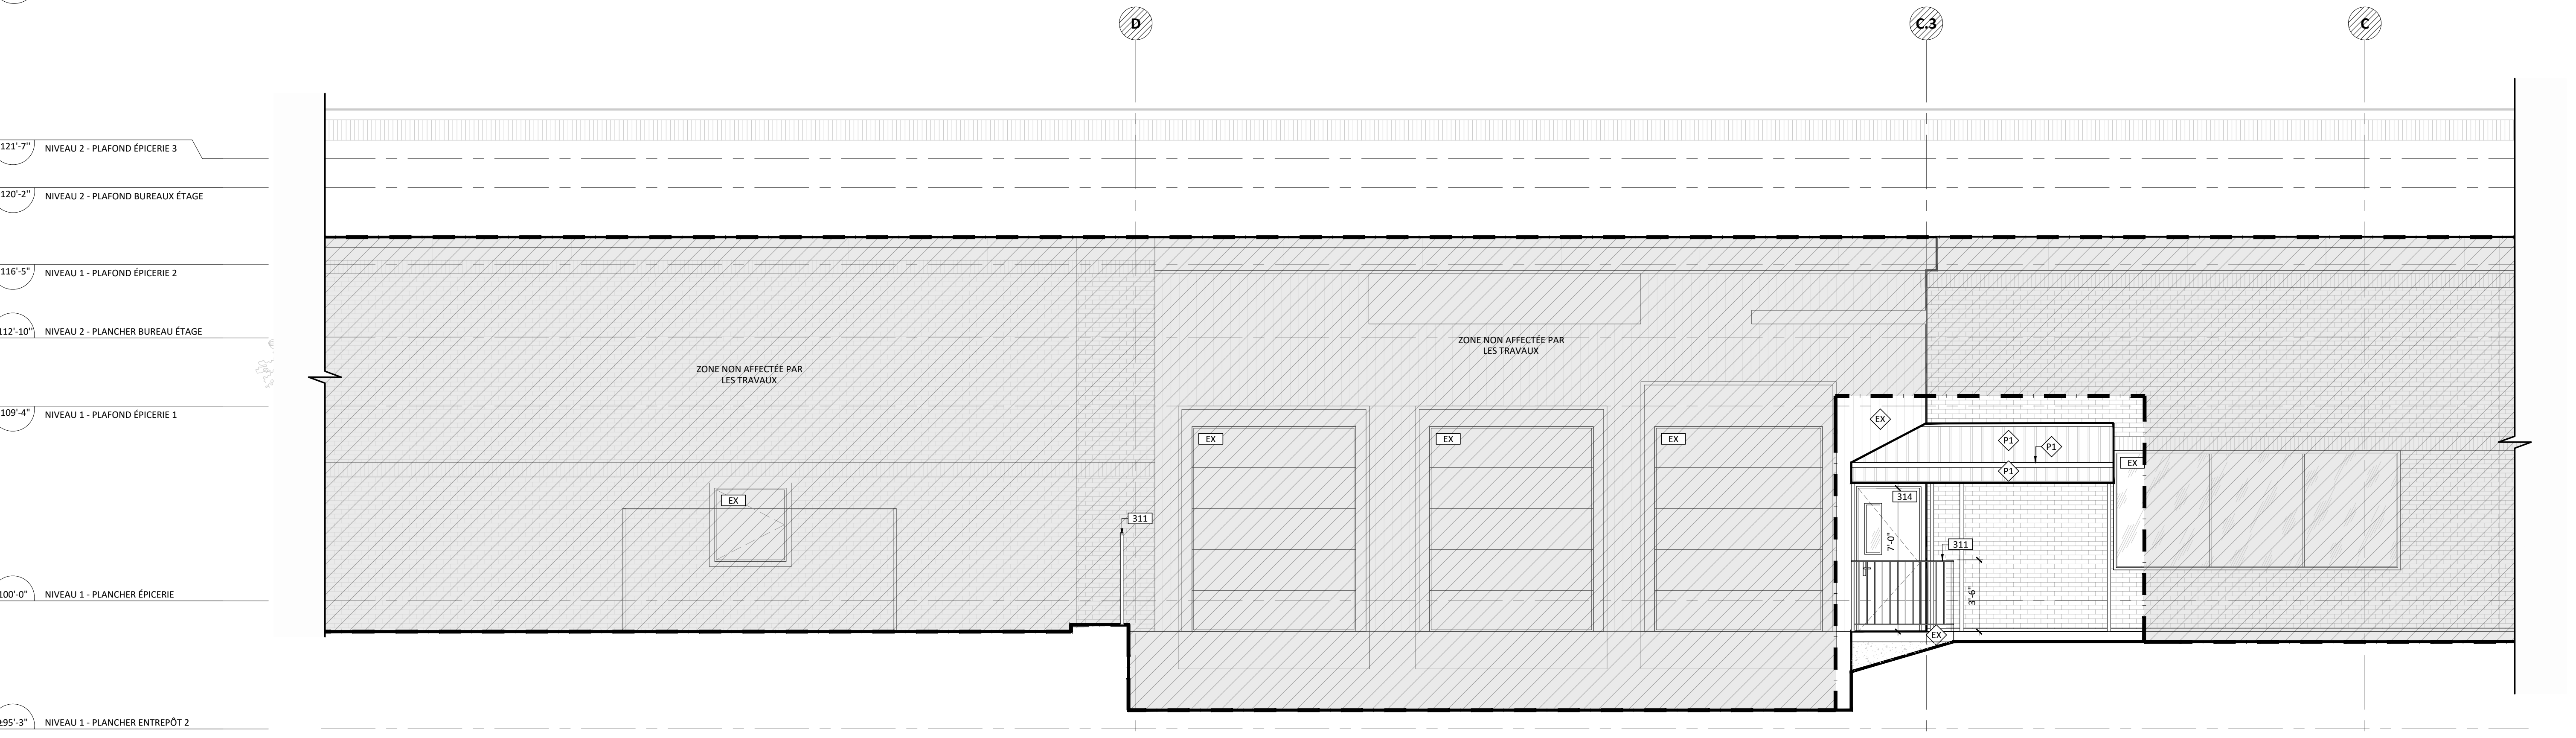 D
C.3
C
121'-7"
NIVEAU 2 - PLAFOND ÉPICERIE 3
120'-2"
NIVEAU 2 - PLAFOND BUREAUX ÉTAGE
116'-5"
NIVEAU 1 - PLAFOND ÉPICERIE 2
112'-10"
NIVEAU 2 - PLANCHER BUREAU ÉTAGE
109'-4"
NIVEAU 1 - PLAFOND ÉPICERIE 1
100'-0"
NIVEAU 1 - PLANCHER ÉPICERIE
±95'-3"
NIVEAU 1 - PLANCHER ENTREPÔT 2
ZONE NON AFFECTÉE PAR
LES TRAVAUX
EX
311
ZONE NON AFFECTÉE PAR
LES TRAVAUX
EX
EX
EX
EX
P1
P1
P1
EX
314
7'-0"
311
3'-6"
EX